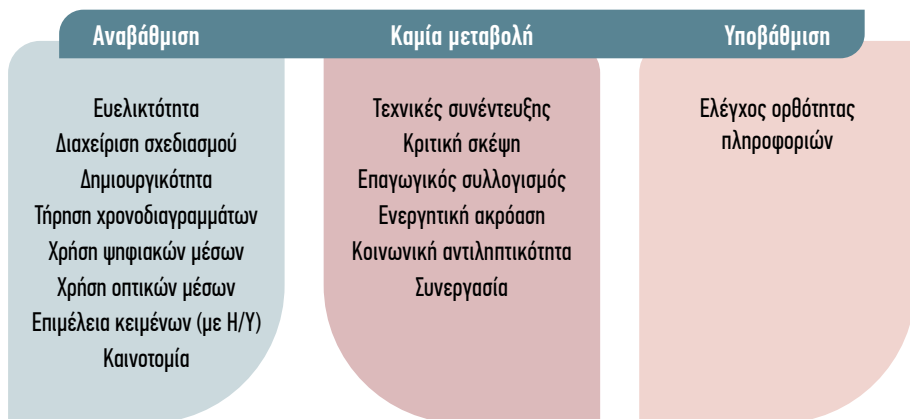 Αναβάθμιση
Καμία μεταβολή
Υποβάθμιση
Ευελικτότητα
Διαχείριση σχεδιασμού
Δημιουργικότητα
Τήρηση χρονοδιαγραμμάτων
Χρήση ψηφιακών μέσων
Χρήση οπτικών μέσων
Επιμέλεια κειμένων (με Η/Υ)
Καινοτομία
Τεχνικές συνέντευξης
Κριτική σκέψη
Επαγωγικός συλλογισμός
Ενεργητική ακρόαση
Κοινωνική αντιληπτικότητα
Συνεργασία
Ελέγχος ορθότητας
πληροφοριών